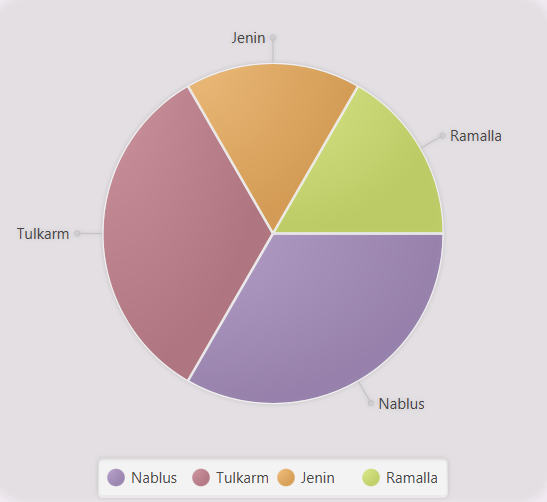 Jenin
Ramalla
Tulkarm
Nablus
Nablus Tulkarm Jenin Ramalla